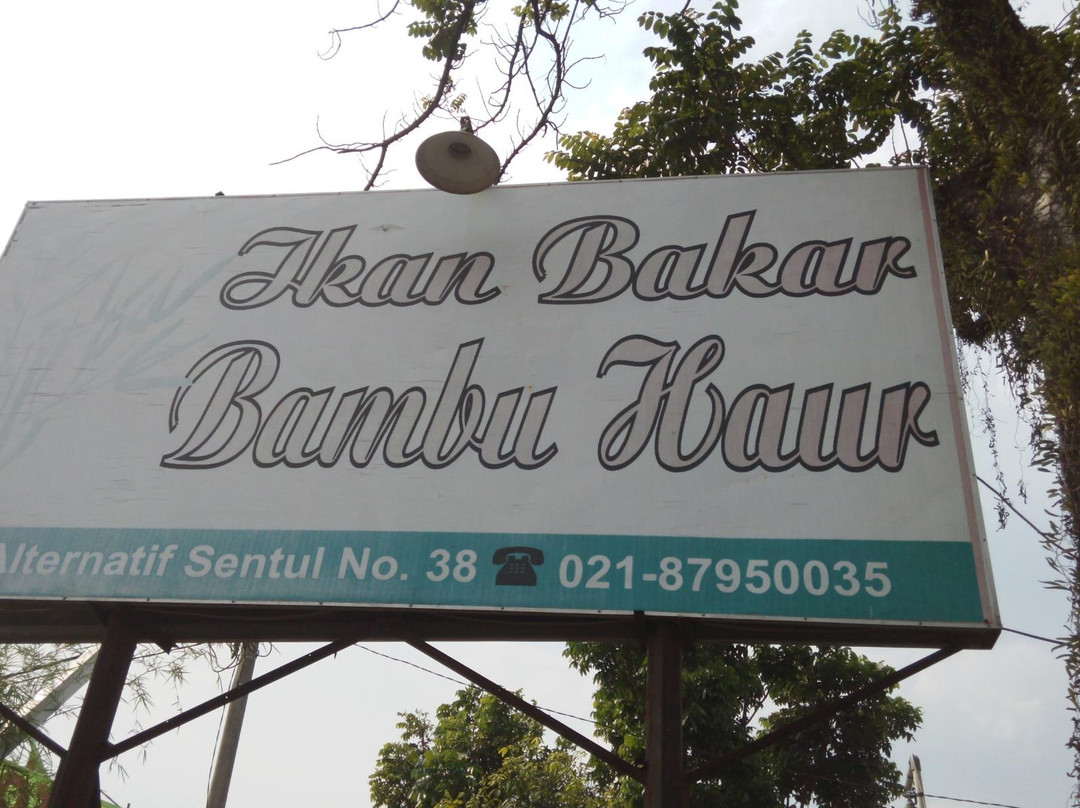 Ikan Bakar
Bambu Haur
Alternatif Sentul No. 38 021-87950035